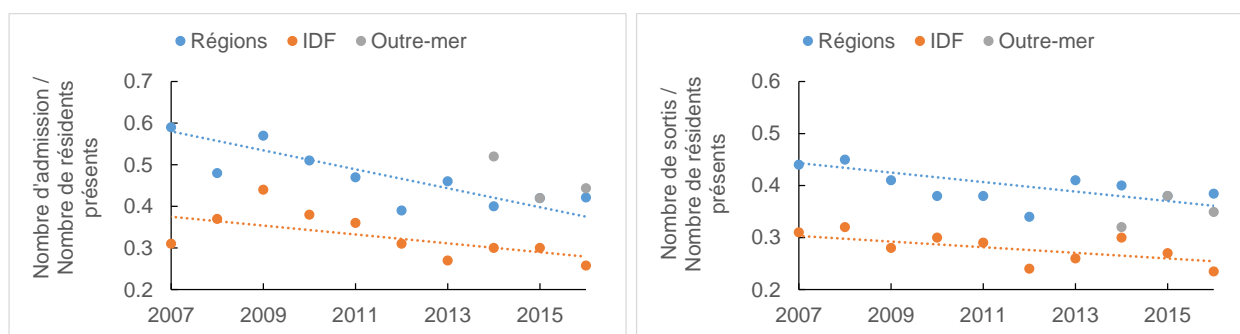 Régions IDF Outre-mer
Nombre d'admission /
Nombre de résidents
présents
0.7
0.6
0.5
0.4
0.3
0.2
2007 2009 2011 2013 2015
Régions IDF Outre-mer
Nombre de sortis /
Nombre de résidents
présents
0.6
0.5
0.4
0.3
0.2
2007 2009 2011 2013 2015